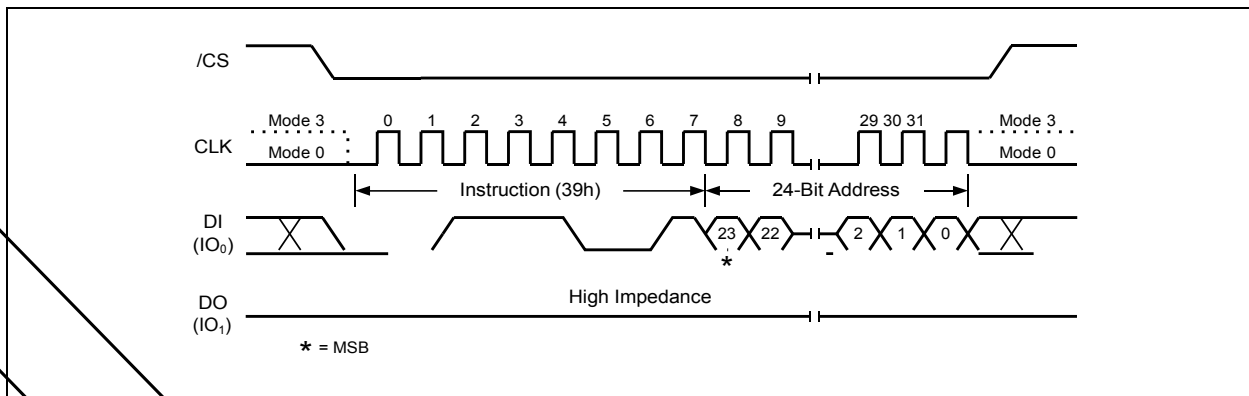 /CS
Mode 3 0 1 2 3 4 5 6 7 8 9 29 30 31 Mode 3
CLK
Mode 0 Mode 0
Instruction (39h) 24-Bit Address
DI
(IO₀)
23 22 2 1 0
*
DO
(IO₁)
High Impedance
* = MSB